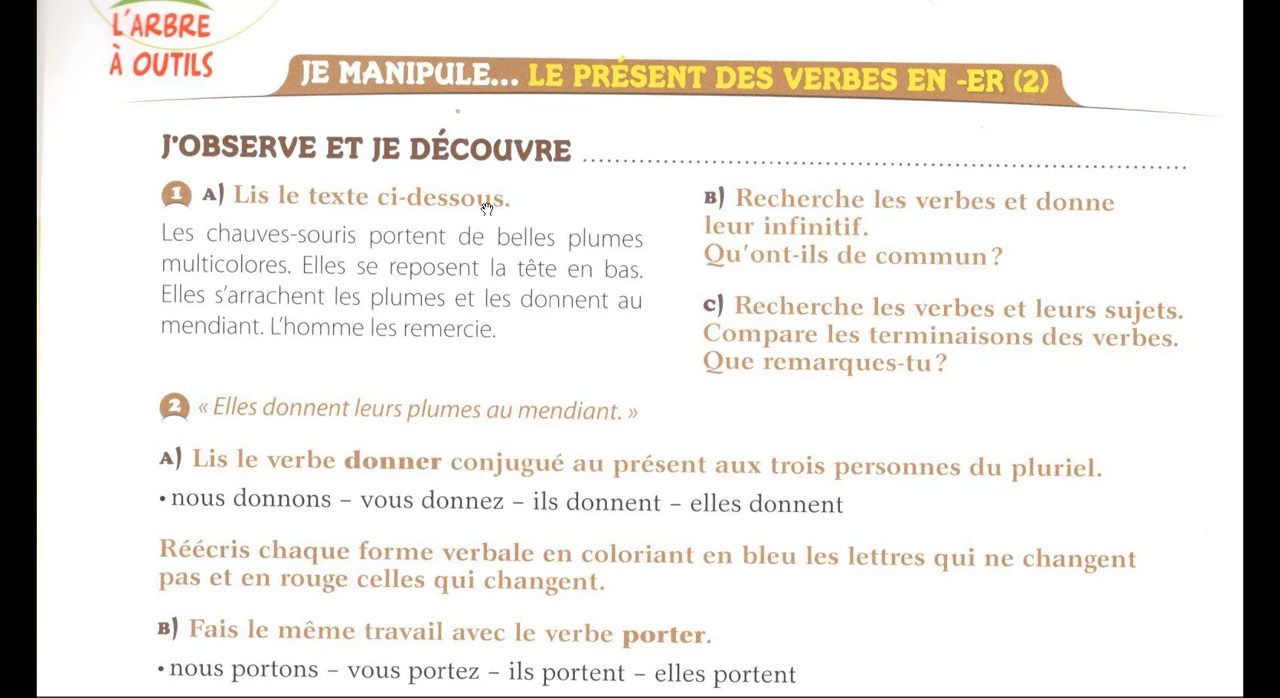 L'ARBRE
À OUTILS
JE MANIPULE... LE PRÉSENT DES VERBES EN -ER (2)
J'OBSERVE ET JE DÉCOUVRE
1 A) Lis le texte ci-dessous.
Les chauves-souris portent de belles plumes
multicolores. Elles se reposent la tête en bas.
Elles s'arrachent les plumes et les donnent au
mendiant. L'homme les remercie.
B) Recherche les verbes et donne
leur infinitif.
Qu'ont-ils de commun ?
C) Recherche les verbes et leurs sujets.
Compare les terminaisons des verbes.
Que remarques-tu ?
2 « Elles donnent leurs plumes au mendiant. »
A) Lis le verbe donner conjugué au présent aux trois personnes du pluriel.
• nous donnons – vous donnez – ils donnent – elles donnent
Réécris chaque forme verbale en coloriant en bleu les lettres qui ne changent
pas et en rouge celles qui changent.
B) Fais le même travail avec le verbe porter.
• nous portons – vous portez – ils portent – elles portent